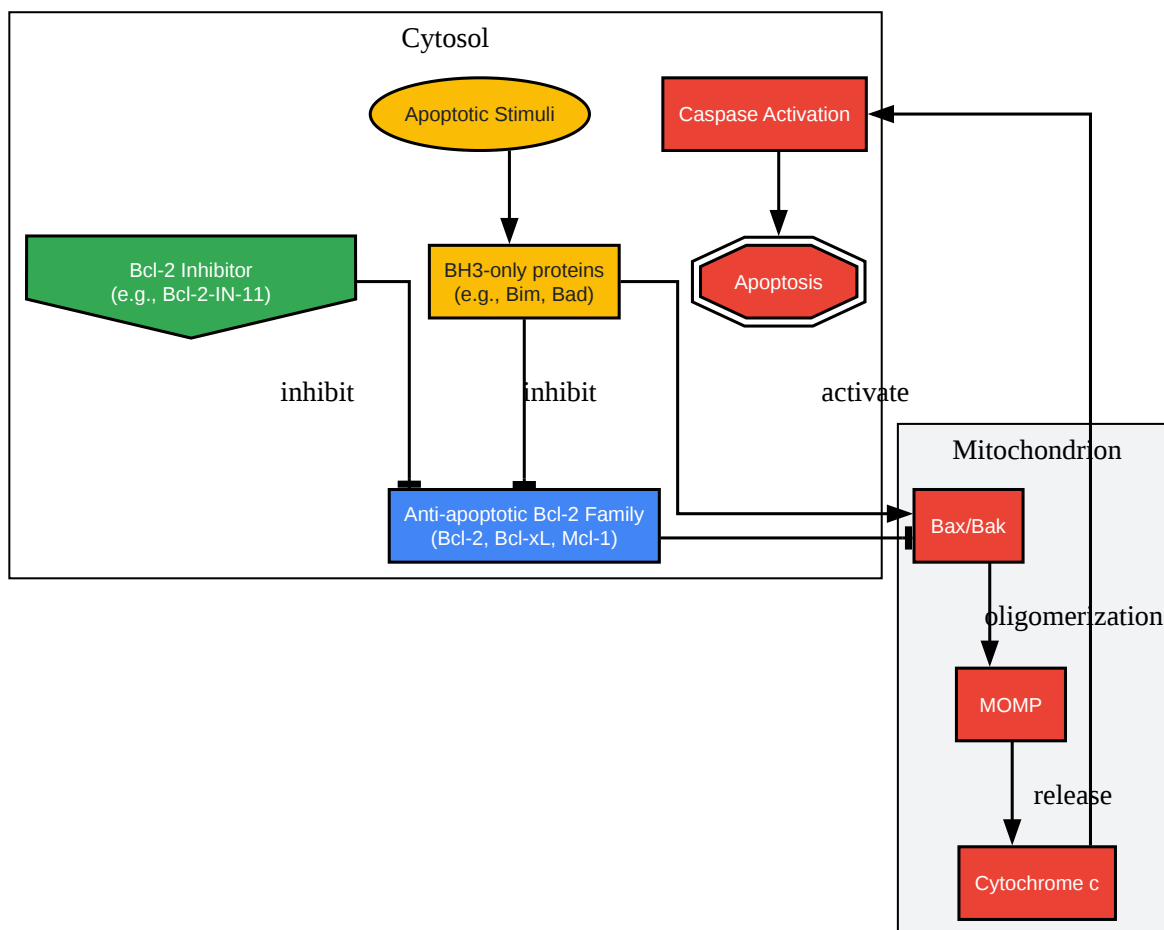 Cytosol
Apoptotic Stimuli
Caspase Activation
Bcl-2 Inhibitor
(e.g., Bcl-2-IN-11)
BH3-only proteins
(e.g., Bim, Bad)
Apoptosis
inhibit
inhibit
activate
Mitochondrion
Anti-apoptotic Bcl-2 Family
(Bcl-2, Bcl-xL, Mcl-1)
Bax/Bak
oligomerization
MOMP
release
Cytochrome c